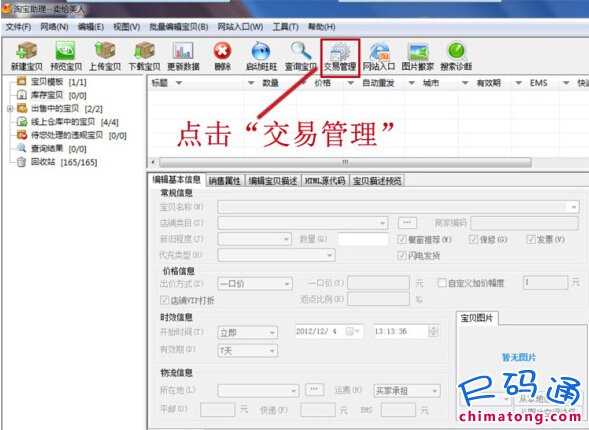 淘宝助理--卖给美人
文件(F) 网络(N) 编辑(E) 视图(V) 批量编辑宝贝(B) 网站入口(W) 工具(T) 帮助(H)
新建宝贝 预览宝贝 上传宝贝 下载宝贝 更新数据 删除 启动旺旺 查询宝贝 交易管理 网站入口 图片搬家 搜索诊断
宝贝模板 [1/1]
库存宝贝 [0/0]
出售中的宝贝 [2/2]
线上仓库中的宝贝 [4/4]
待您处理的违规宝贝 [0/0]
查询结果 [0/0]
回收站 [165/165]
标题 数量 价格 自动重发 城市 有效期 EMS 快
点击“交易管理”
编辑基本信息 销售属性 编辑宝贝描述 HTML源代码 宝贝描述预览
常规信息
宝贝名称(M)
店铺类目(I) ... 商家编码
新旧程度(J) 数量(Q) 橱窗推荐(K) 保修(G) 发票(V)
代充类型(H) 闪电发货
价格信息
出价方式(Z) 一口价 一口价(Y) 元 自定义加价幅度 1 元
店铺VIP打折 返点比例(R) %
时效信息
开始时间(T) 立即 2012/12/ 4 13:13:36
有效期(P) 7天
宝贝图片
暂无图片
物流信息
所在地(L) ... 运费(K) 买家承担
平邮(U) 元 快递(F) 元 EMS 元
尺码通
chimatong.com